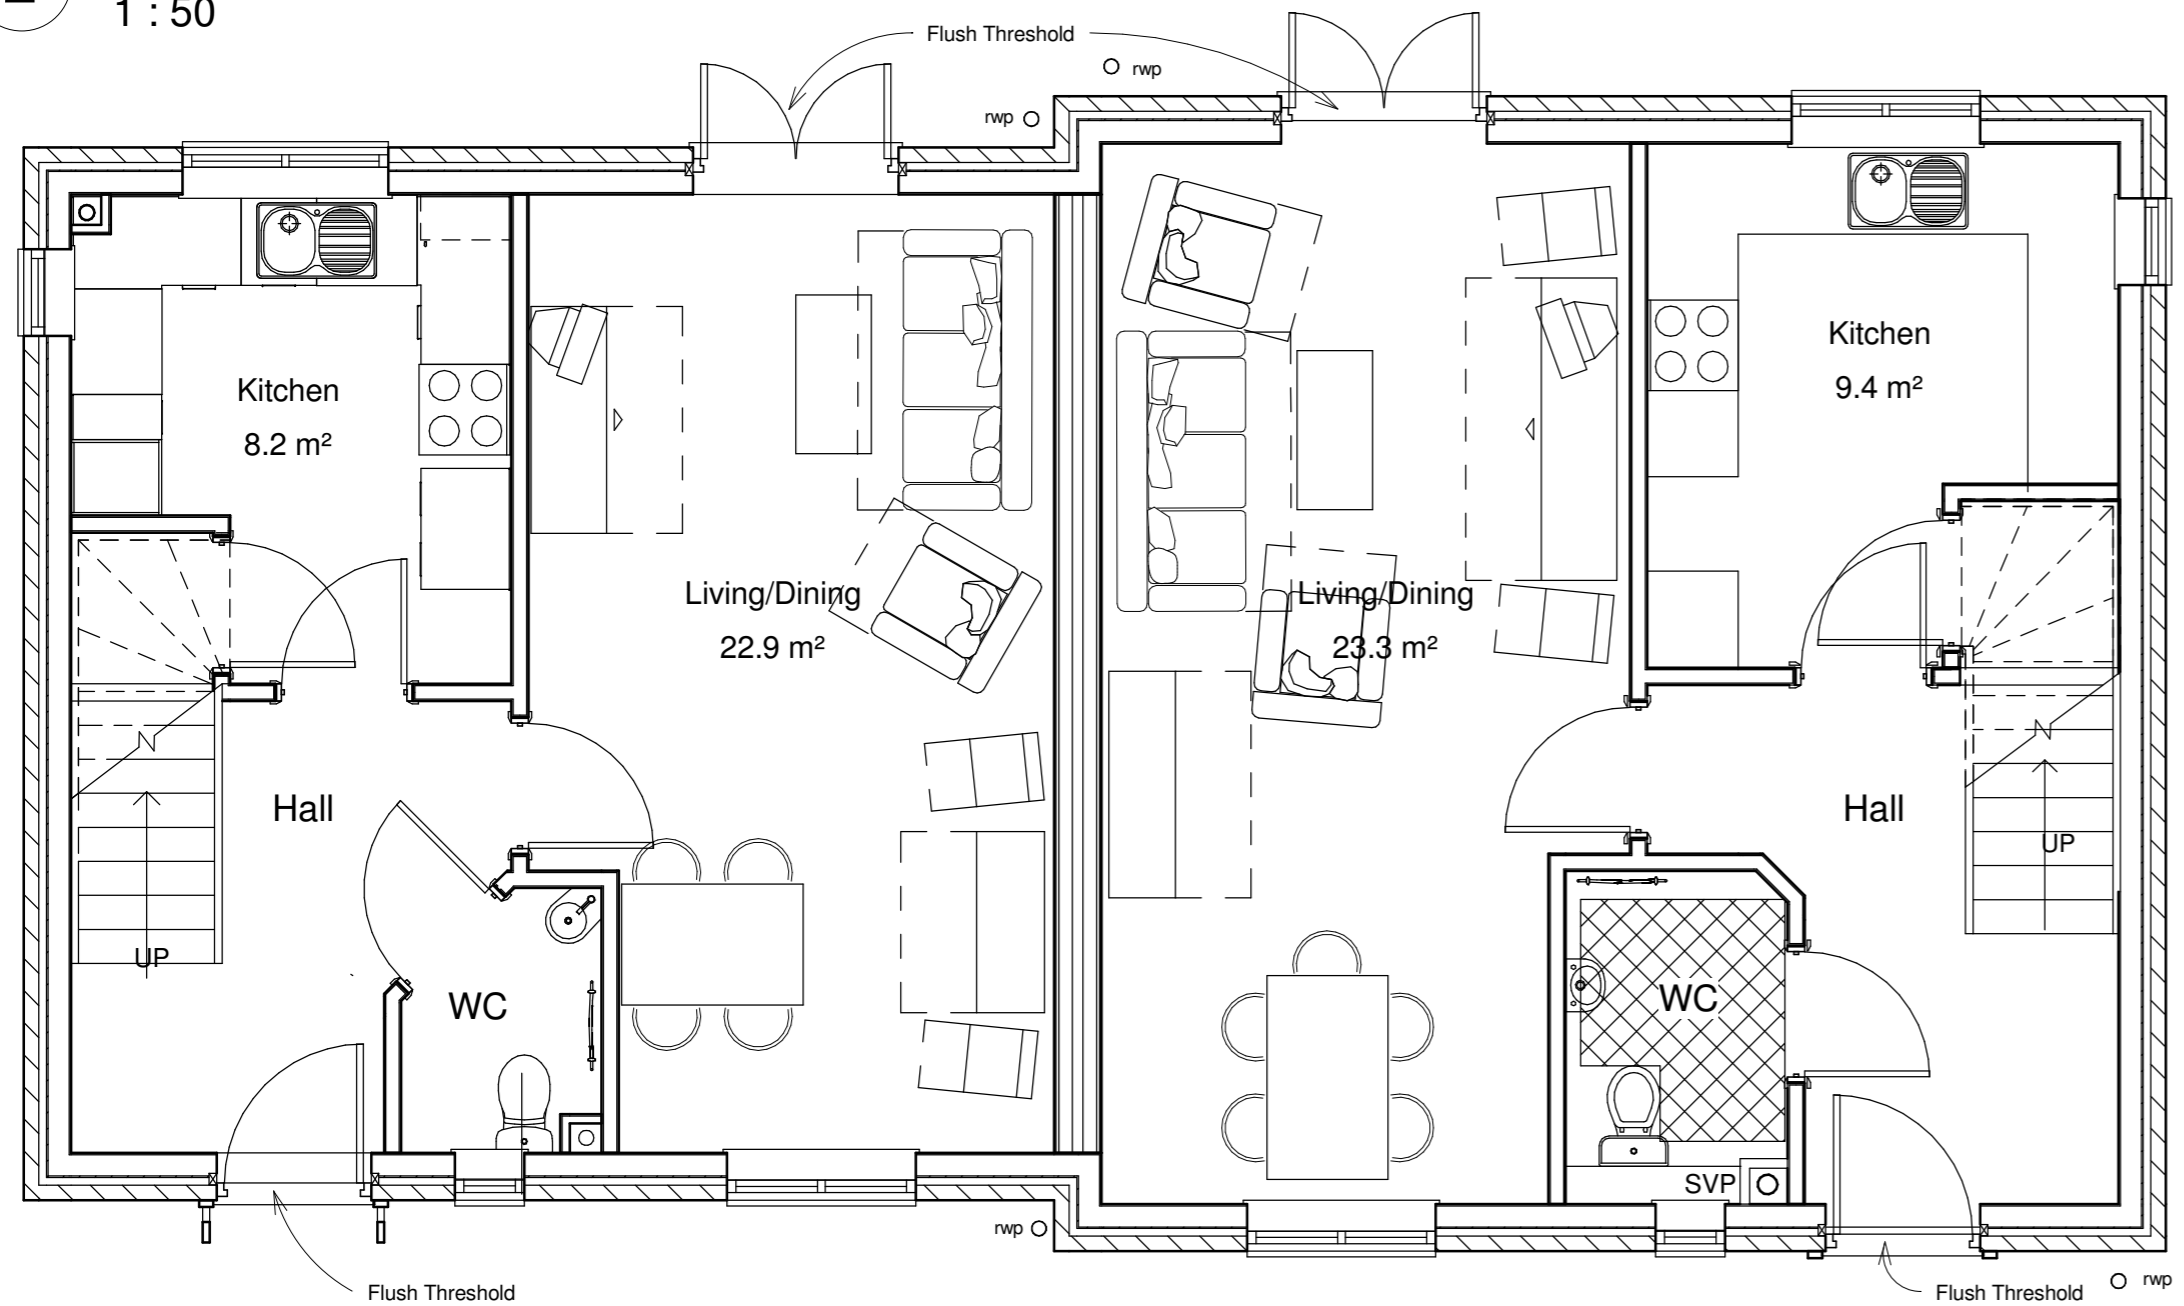 1 : 50
Flush Threshold
rwp
rwp
Kitchen
8.2 m²
Kitchen
9.4 m²
Living/Dining
22.9 m²
Living/Dining
23.3 m²
Hall
Hall
UP
UP
WC
WC
SVP
rwp
Flush Threshold
Flush Threshold
rwp